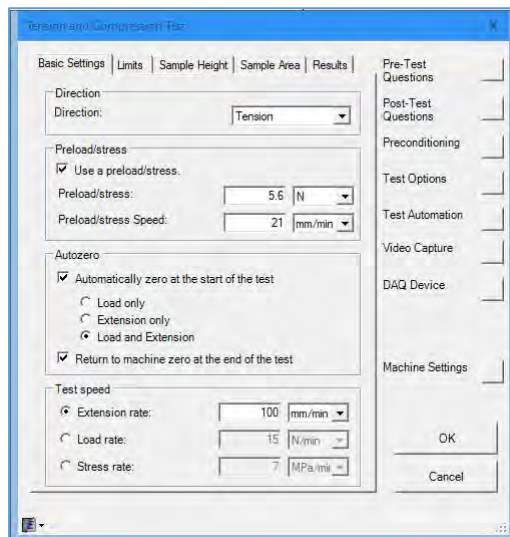 Tension and Compression Test
X
Basic Settings
Limits
Sample Height
Sample Area
Results
Direction
Direction:
Tension
Preload/stress
Use a preload/stress.
Preload/stress:
5.6
N
Preload/stress Speed:
21
mm/min
Autozero
Automatically zero at the start of the test
Load only
Extension only
Load and Extension
Return to machine zero at the end of the test
Test speed
Extension rate:
100
mm/min
Load rate:
15
N/min
Stress rate:
7
MPa/mir
Pre-Test
Questions
Post-Test
Questions
Preconditioning
Test Options
Test Automation
Video Capture
DAQ Device
Machine Settings
OK
Cancel